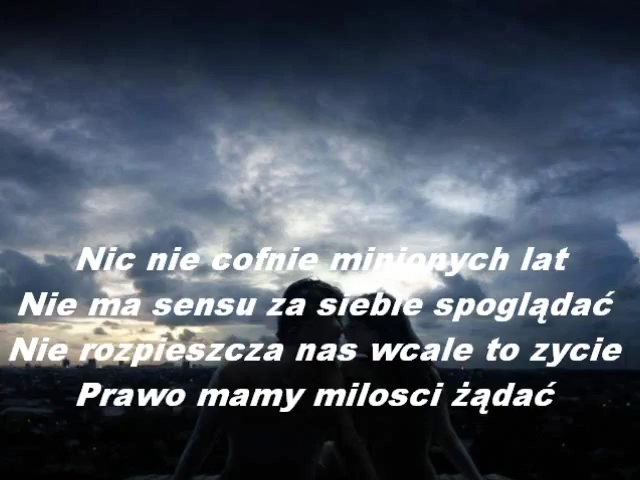 Nic nie cofnie minionych lat
Nie ma sensu za siebie spoglądać
Nie rozpieszcza nas wcale to zycie
Prawo mamy milosci żądać